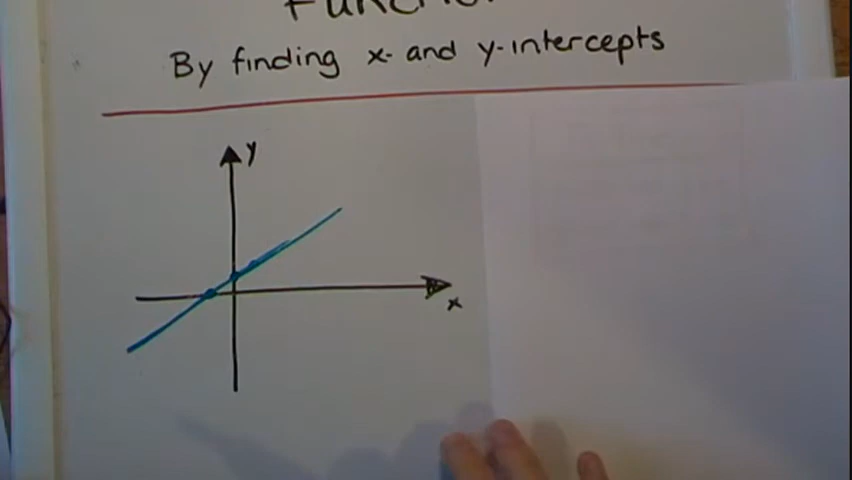 By finding x- and y-intercepts
y
x